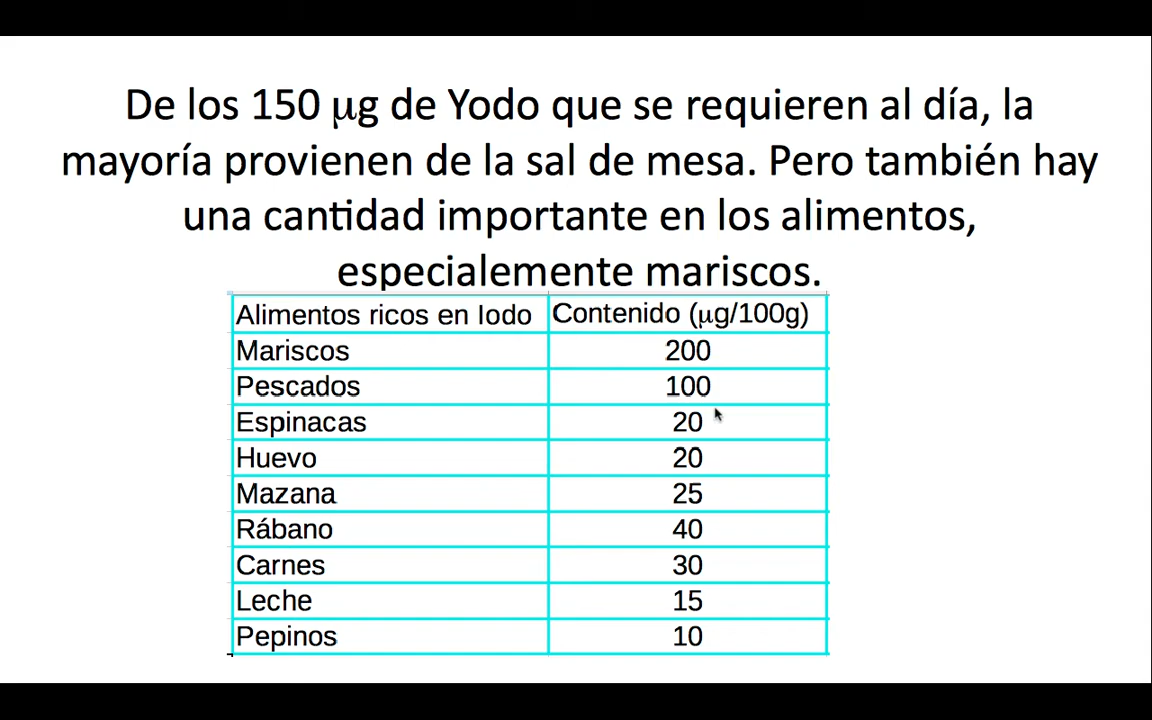 De los 150 μg de Yodo que se requieren al día, la
mayoría provienen de la sal de mesa. Pero también hay
una cantidad importante en los alimentos,
especialemente mariscos.
Alimentos ricos en Iodo Contenido (μg/100g)
Mariscos 200
Pescados 100
Espinacas 20
Huevo 20
Mazana 25
Rábano 40
Carnes 30
Leche 15
Pepinos 10